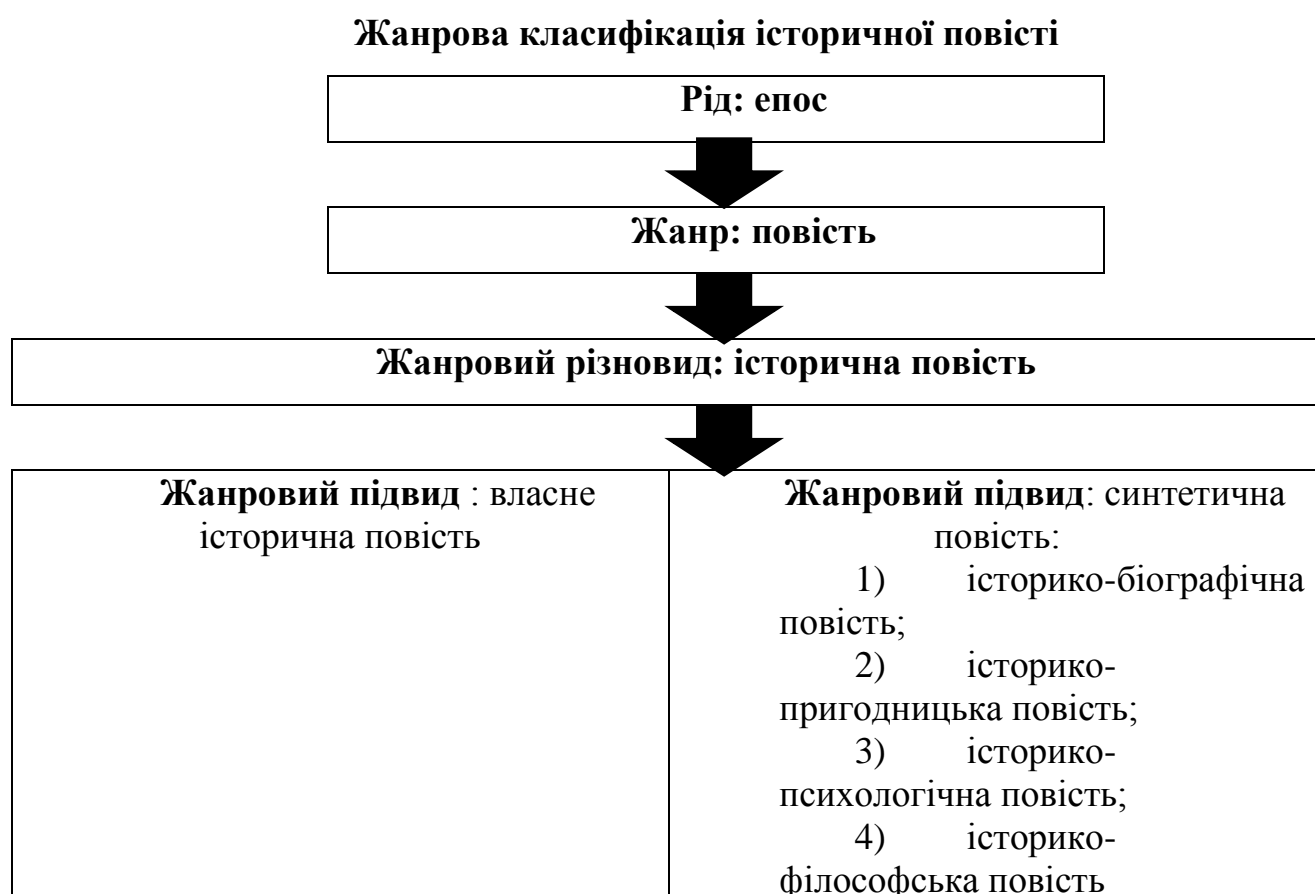 Жанрова класифікація історичної повісті
Рід: епос
Жанр: повість
Жанровий різновид: історична повість
Жанровий підвид : власне
історична повість
Жанровий підвид: синтетична
повість:
1) історико-біографічна
повість;
2) історико-
пригодницька повість;
3) історико-
психологічна повість;
4) історико-
філософська повість